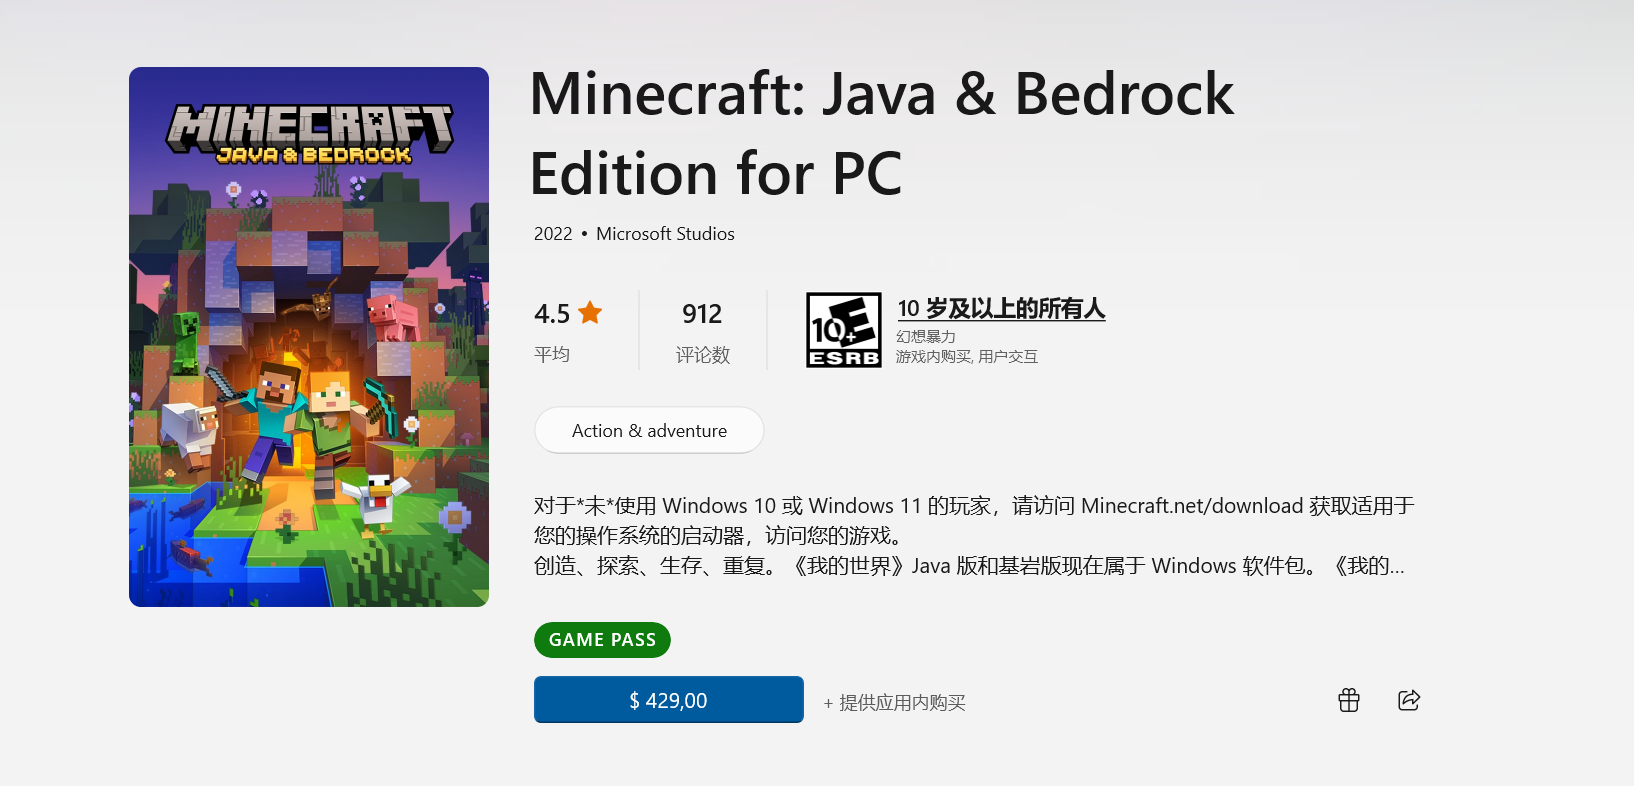 MINECRAFT
JAVA & BEDROCK
Minecraft: Java & Bedrock
Edition for PC
2022 • Microsoft Studios
4.5
平均
912
评论数
10+
E
ESRB
10 岁及以上的所有人
幻想暴力
游戏内购买, 用户交互
Action & adventure
对于*未*使用 Windows 10 或 Windows 11 的玩家，请访问 Minecraft.net/download 获取适用于
您的操作系统的启动器，访问您的游戏。
创造、探索、生存、重复。《我的世界》Java 版和基岩版现在属于 Windows 软件包。《我的...
GAME PASS
$ 429,00
+ 提供应用内购买